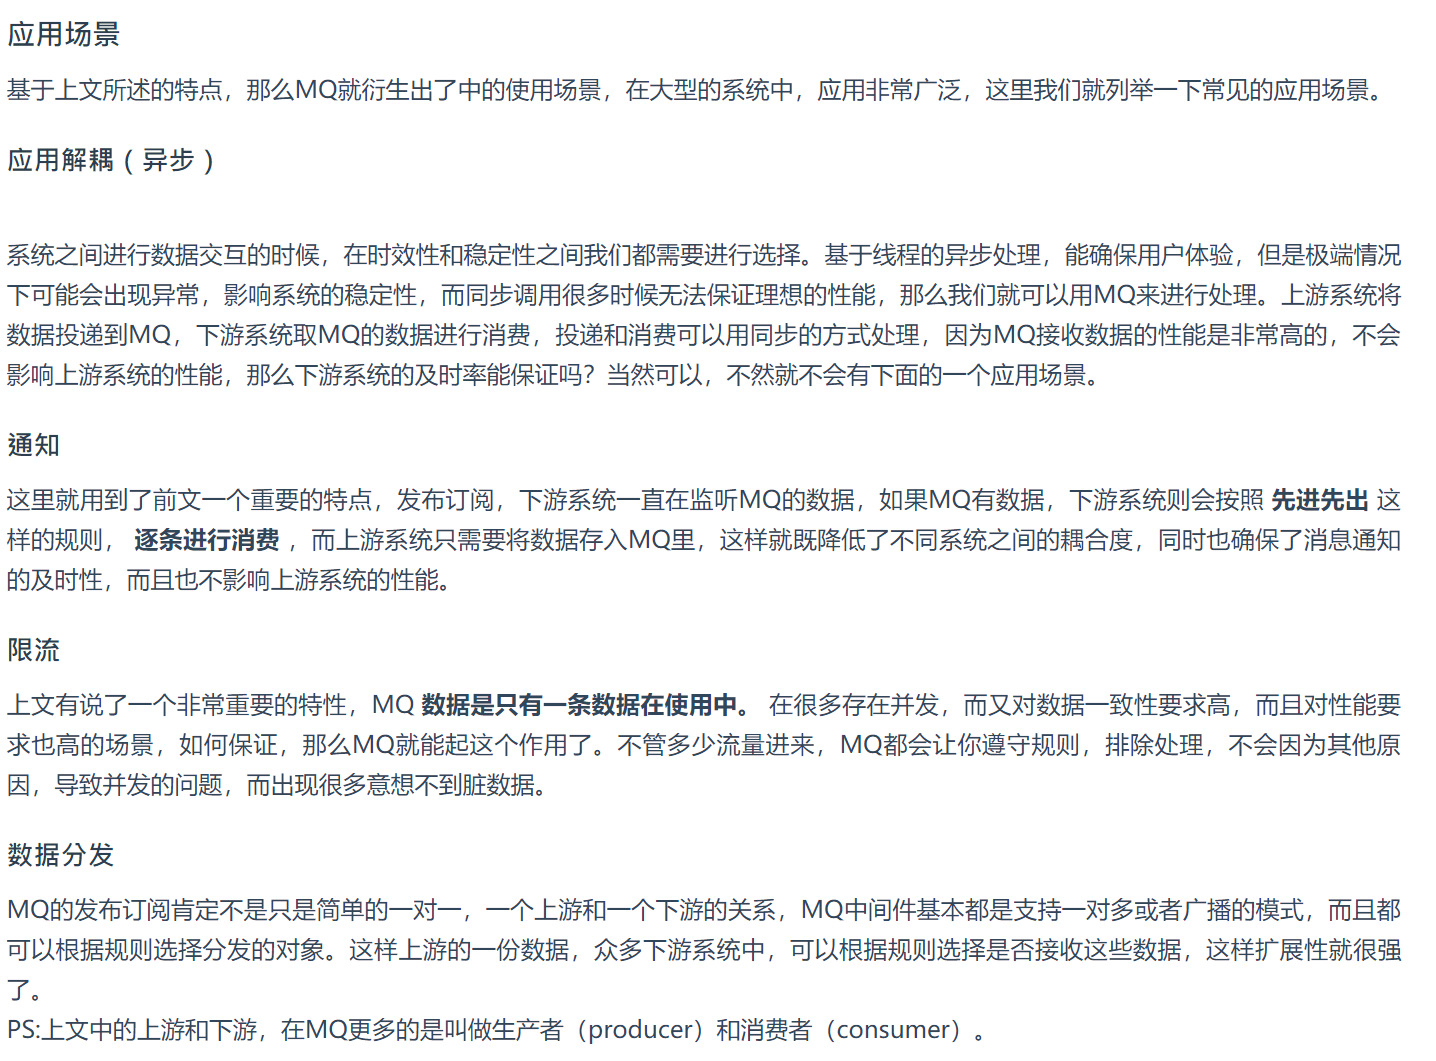 应用场景
基于上文所述的特点，那么MQ就衍生出了中的使用场景，在大型的系统中，应用非常广泛，这里我们就列举一下常见的应用场景。
应用解耦（异步）
系统之间进行数据交互的时候，在时效性和稳定性之间我们都需要进行选择。基于线程的异步处理，能确保用户体验，但是极端情况
下可能会出现异常，影响系统的稳定性，而同步调用很多时候无法保证理想的性能，那么我们就可以用MQ来进行处理。上游系统将
数据投递到MQ，下游系统取MQ的数据进行消费，投递和消费可以用同步的方式处理，因为MQ接收数据的性能是非常高的，不会
影响上游系统的性能，那么下游系统的及时率能保证吗？当然可以，不然就不会有下面的一个应用场景。
通知
这里就用到了前文一个重要的特点，发布订阅，下游系统一直在监听MQ的数据，如果MQ有数据，下游系统则会按照 先进先出 这
样的规则， 逐条进行消费 ，而上游系统只需要将数据存入MQ里，这样就既降低了不同系统之间的耦合度，同时也确保了消息通知
的及时性，而且也不影响上游系统的性能。
限流
上文有说了一个非常重要的特性，MQ 数据是只有一条数据在使用中。 在很多存在并发，而又对数据一致性要求高，而且对性能要
求也高的场景，如何保证，那么MQ就能起这个作用了。不管多少流量进来，MQ都会让你遵守规则，排除处理，不会因为其他原
因，导致并发的问题，而出现很多意想不到脏数据。
数据分发
MQ的发布订阅肯定不是只是简单的一对一，一个上游和一个下游的关系，MQ中间件基本都是支持一对多或者广播的模式，而且都
可以根据规则选择分发的对象。这样上游的一份数据，众多下游系统中，可以根据规则选择是否接收这些数据，这样扩展性就很强
了。
PS:上文中的上游和下游，在MQ更多的是叫做生产者（producer）和消费者（consumer）。